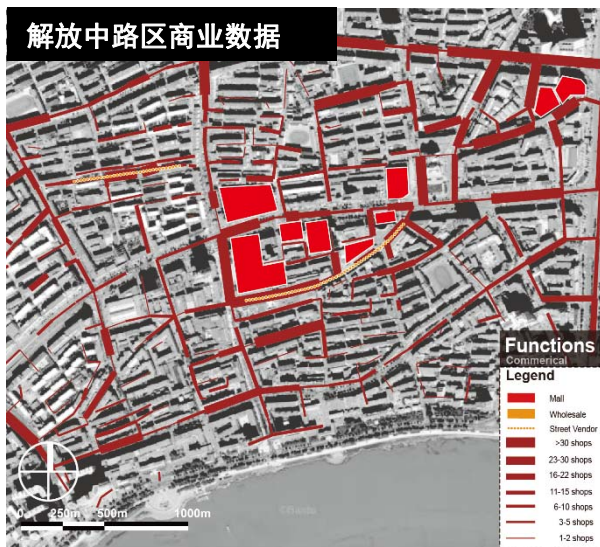 解放中路区商业数据
Functions
Commerical
Legend
Mall
Wholesale
Street Vendor
>30 shops
23-30 shops
16-22 shops
11-15 shops
6-10 shops
3-5 shops
1-2 shops
0 250m 500m 1000m
©Baidu